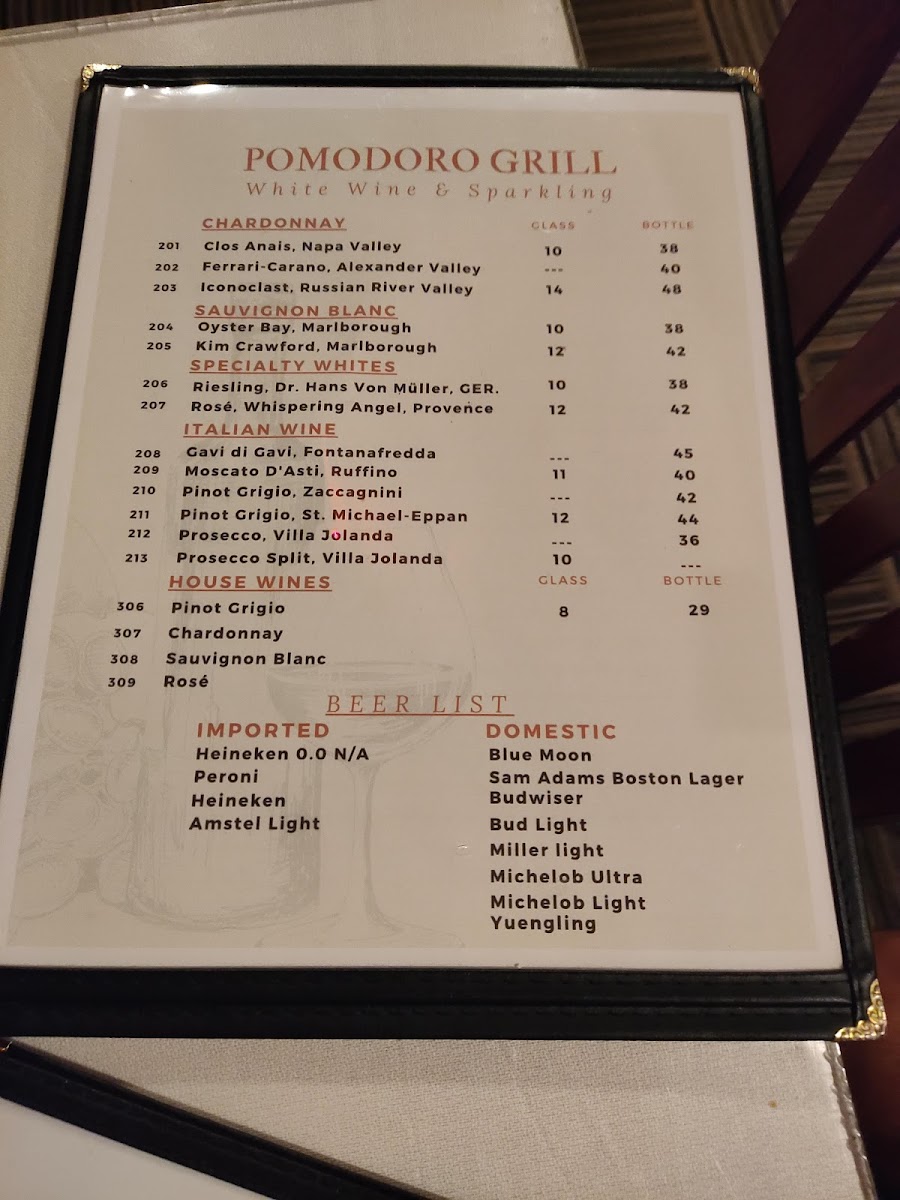 POMODORO GRILL
White Wine & Sparkling
CHARDONNAY GLASS BOTTLE
201 Clos Anais, Napa Valley 10 38
202 Ferrari-Carano, Alexander Valley --- 40
203 Iconoclast, Russian River Valley 14 48
SAUVIGNON BLANC
204 Oyster Bay, Marlborough 10 38
205 Kim Crawford, Marlborough 12 42
SPECIALTY WHITES
206 Riesling, Dr. Hans Von Müller, GER. 10 38
207 Rosé, Whispering Angel, Provence 12 42
ITALIAN WINE
208 Gavi di Gavi, Fontanafredda --- 45
209 Moscato D'Asti, Ruffino 11 40
210 Pinot Grigio, Zaccagnini --- 42
211 Pinot Grigio, St. Michael-Eppan 12 44
212 Prosecco, Villa Jolanda --- 36
213 Prosecco Split, Villa Jolanda 10 ---
HOUSE WINES GLASS BOTTLE
306 Pinot Grigio 8 29
307 Chardonnay
308 Sauvignon Blanc
309 Rosé
BEER LIST
IMPORTED
Heineken 0.0 N/A
Peroni
Heineken
Amstel Light
DOMESTIC
Blue Moon
Sam Adams Boston Lager
Budwiser
Bud Light
Miller light
Michelob Ultra
Michelob Light
Yuengling